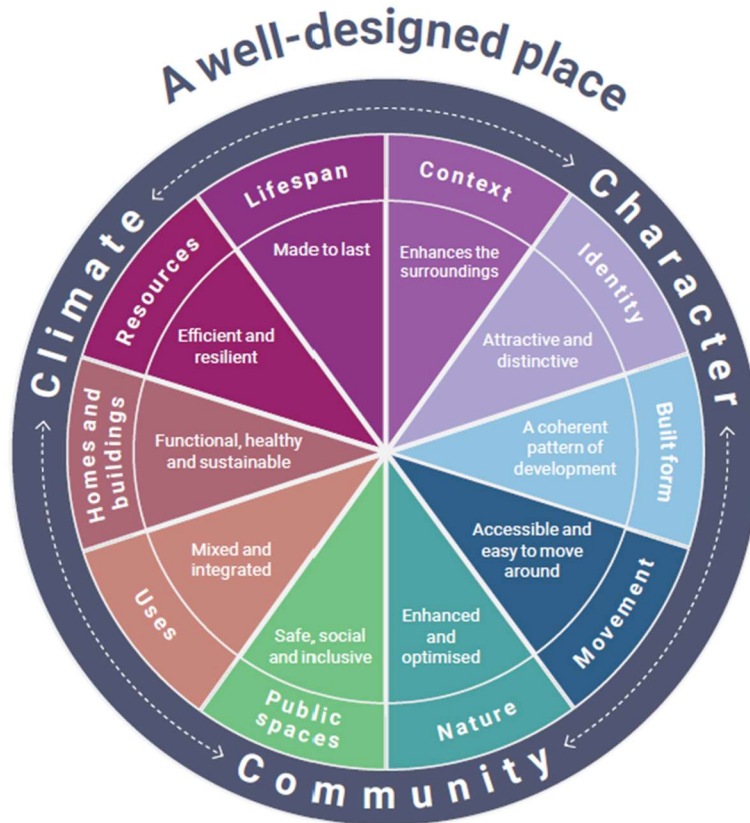 A well-designed place
Climate
Character
Community
Context
Enhances the
surroundings
Identity
Attractive and
distinctive
Built form
A coherent
pattern of
development
Movement
Accessible and
easy to move
around
Nature
Enhanced
and
optimised
Public
spaces
Safe, social
and inclusive
Uses
Mixed and
integrated
Homes and
buildings
Functional, healthy
and sustainable
Resources
Efficient and
resilient
Lifespan
Made to last